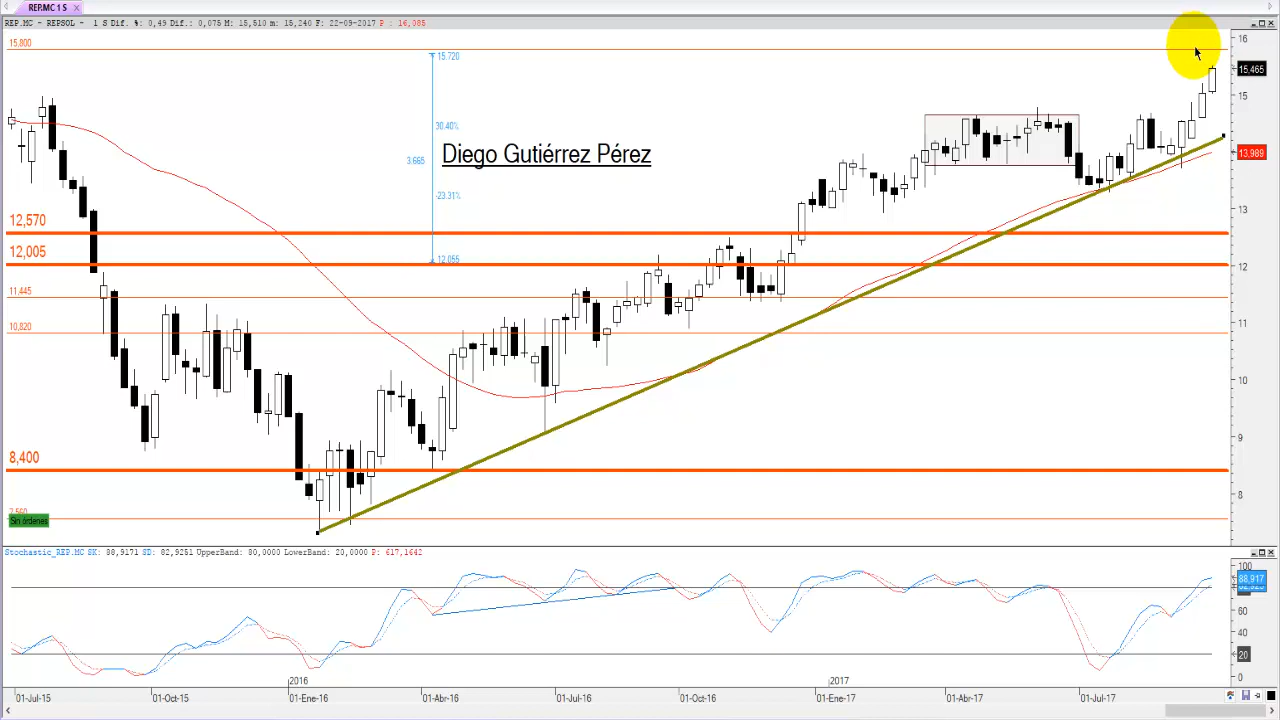 REP.MC 1 S
REP.MC - REPSOL - 1 S Dif. %: 0,49 Dif.: 0,075 M: 15,510 m: 15,240 F: 22-09-2017 P : 16,085
15,800
16
15.720
15,465
15
30.40%
3.665
Diego Gutiérrez Pérez
13,989
-23.31%
12,570
13
12,005
12.055
12
11,445
11
10,820
10
9
8,400
8
7,560
Sin órdenes
Stochastic_REP.MC SK: 88,9171 SD: 82,9251 UpperBand: 80,0000 LowerBand: 20,0000 P: 617,1642
100
88,917
60
40
20
0
2016
2017
01-Jul-15
01-Oct-15
01-Ene-16
01-Abr-16
01-Jul-16
01-Oct-16
01-Ene-17
01-Abr-17
01-Jul-17